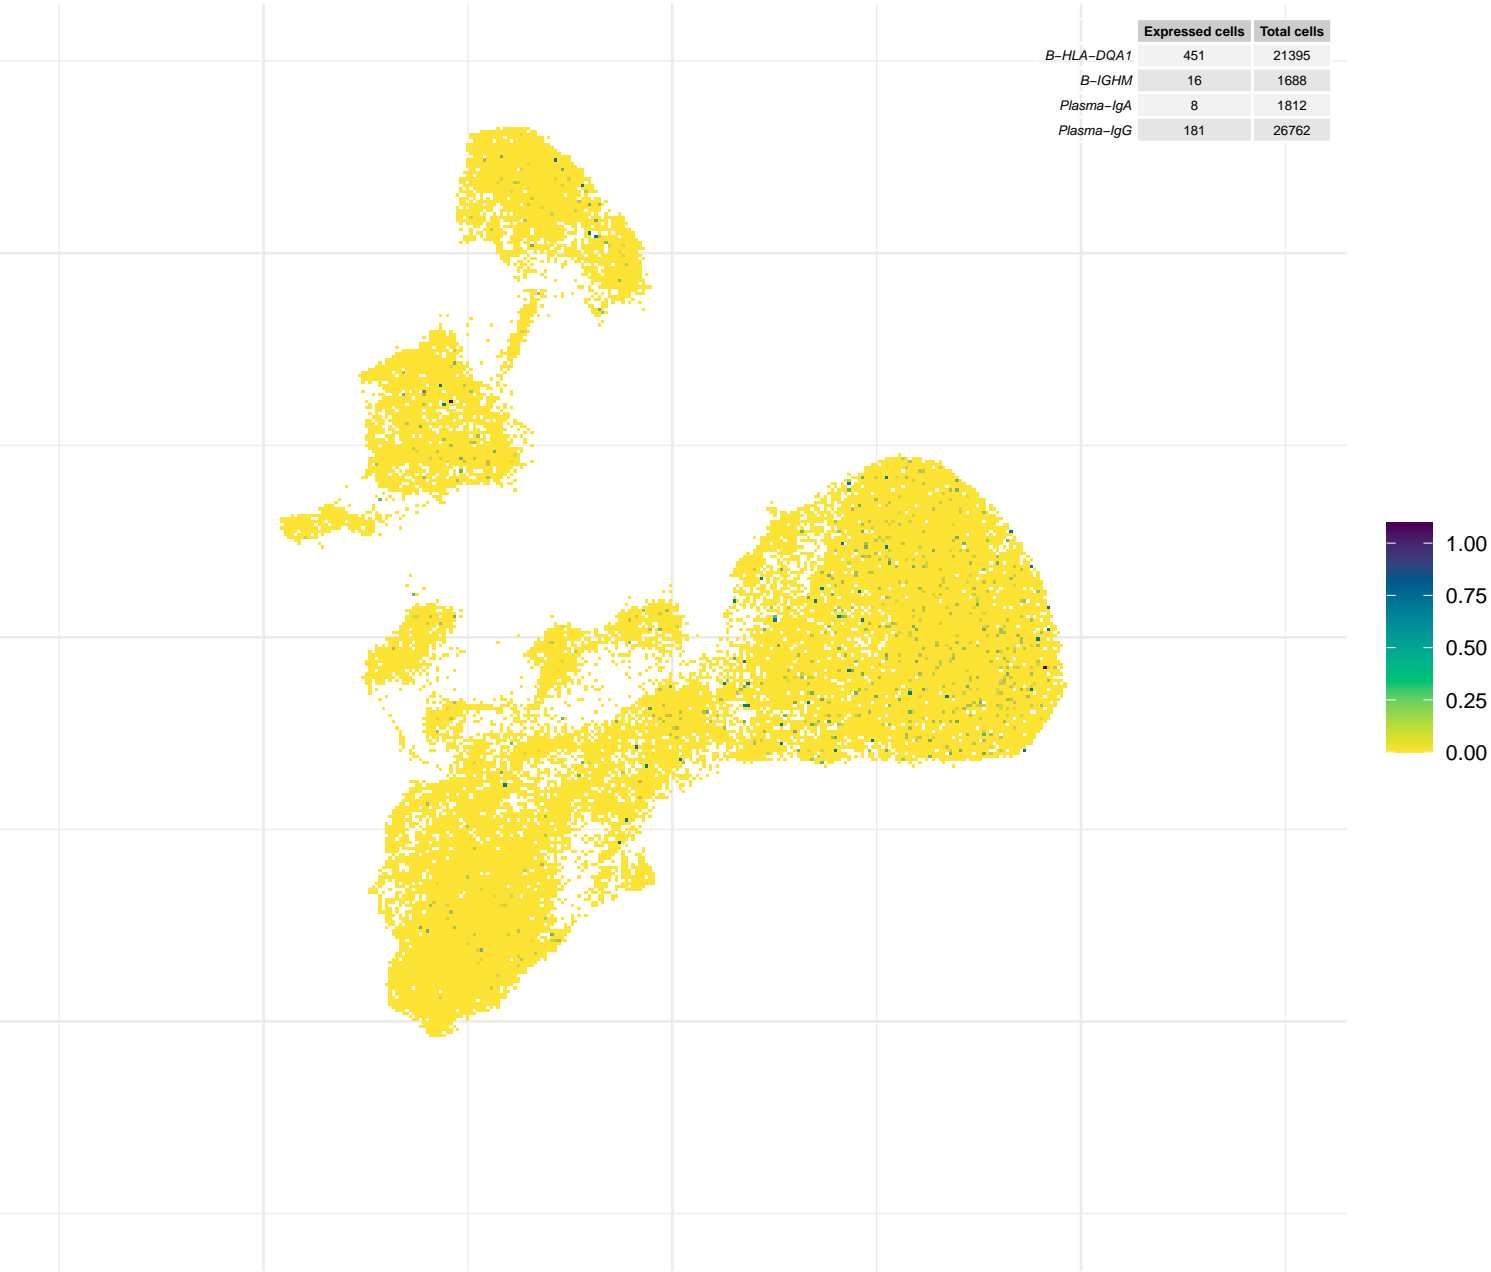 Expressed cells Total cells
B−HLA−DQA1 451 21395
B−IGHM 16 1688
Plasma−IgA 8 1812
Plasma−IgG 181 26762
1.00
0.75
0.50
0.25
0.00